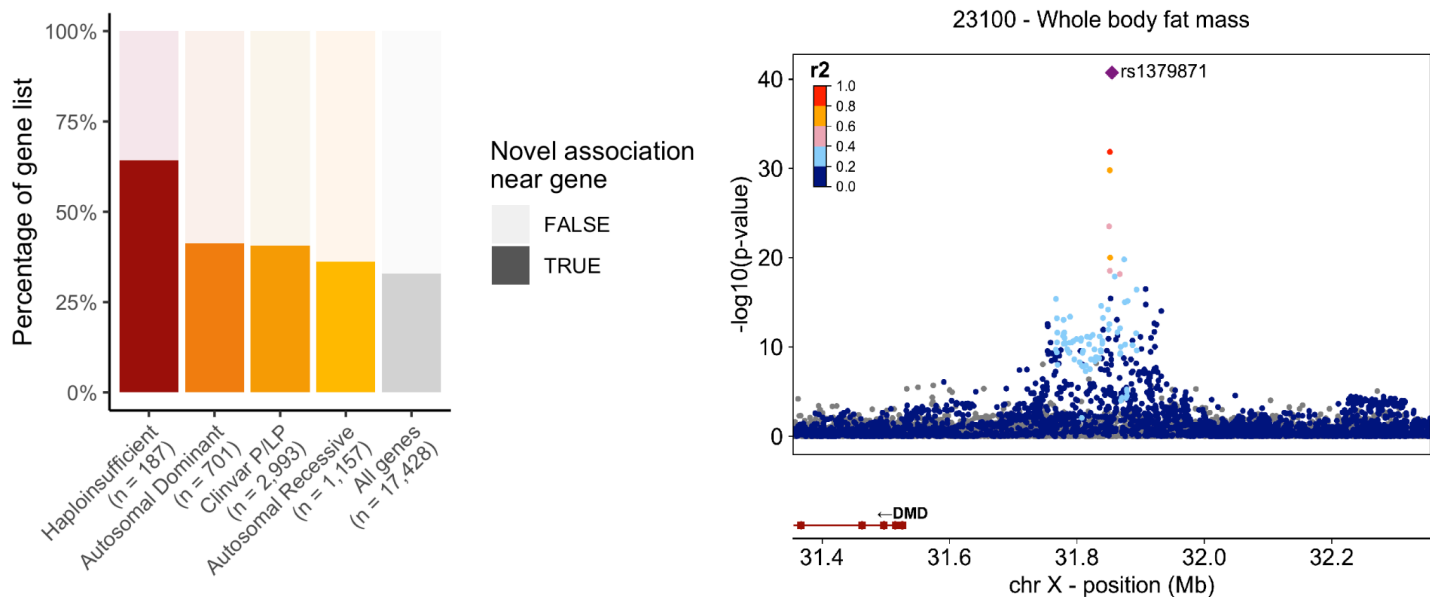 Percentage of gene list
100%
75%
50%
25%
0%
Haploinsufficient
(n = 187)
Autosomal Dominant
(n = 701)
Clinvar P/LP
(n = 2,993)
Autosomal Recessive
(n = 1,157)
All genes
(n = 17,428)
Novel association
near gene
FALSE
TRUE
23100 - Whole body fat mass
-log10(p-value)
40
30
20
10
0
r2
1.0
0.8
0.6
0.4
0.2
0.0
rs1379871
←DMD
31.4
31.6
31.8
32.0
32.2
chr X - position (Mb)